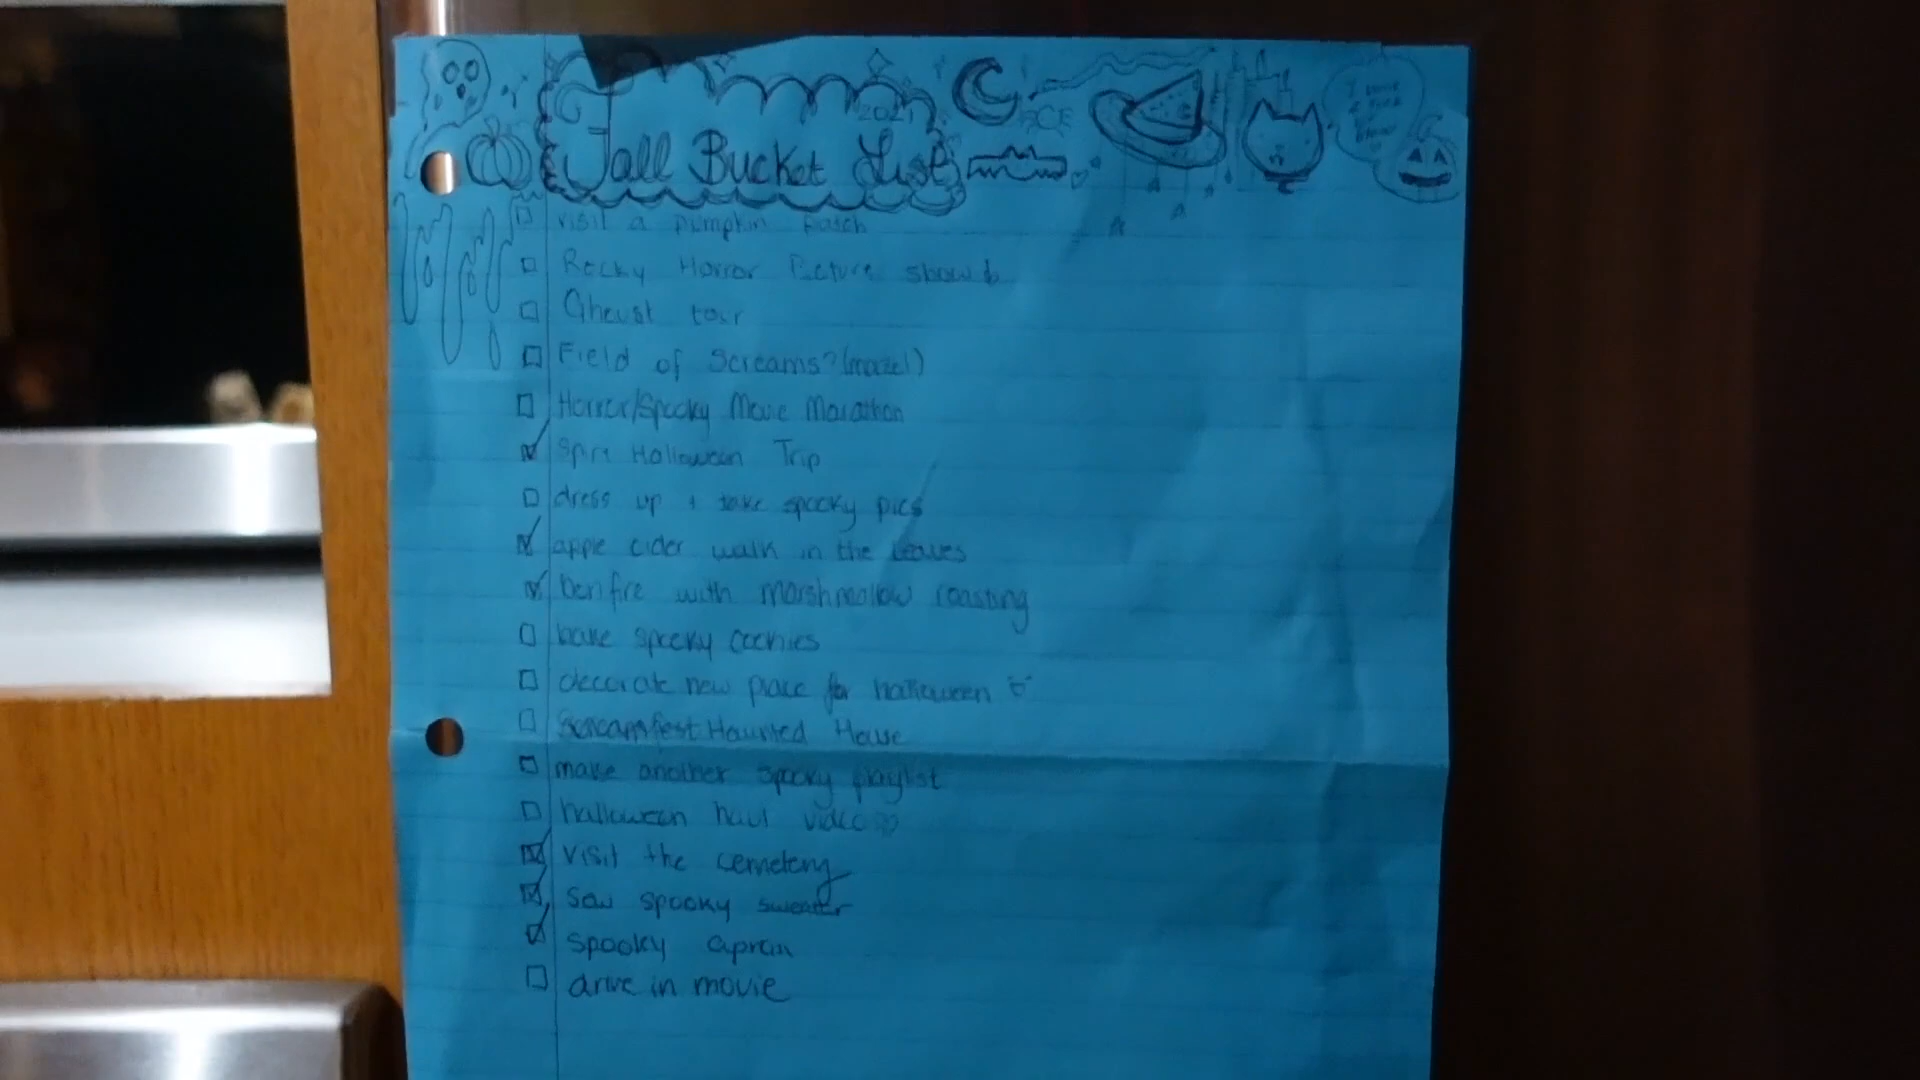 2021
Fall Bucket List
visit a pumpkin patch
Rocky Horror Picture show
Gheust tour
Field of Screams? (maze!)
Horror/Spooky Movie Marathon
Spirit Halloween Trip
dress up + take spooky pics
apple cider walk in the leaves
bonfire with marshmallow roasting
bake spooky cookies
decorate new place for halloween
Screamfest Haunted House
make another spooky playlist
halloween haul video
visit the cemetery
sew spooky sweater
spooky apron
drive in movie